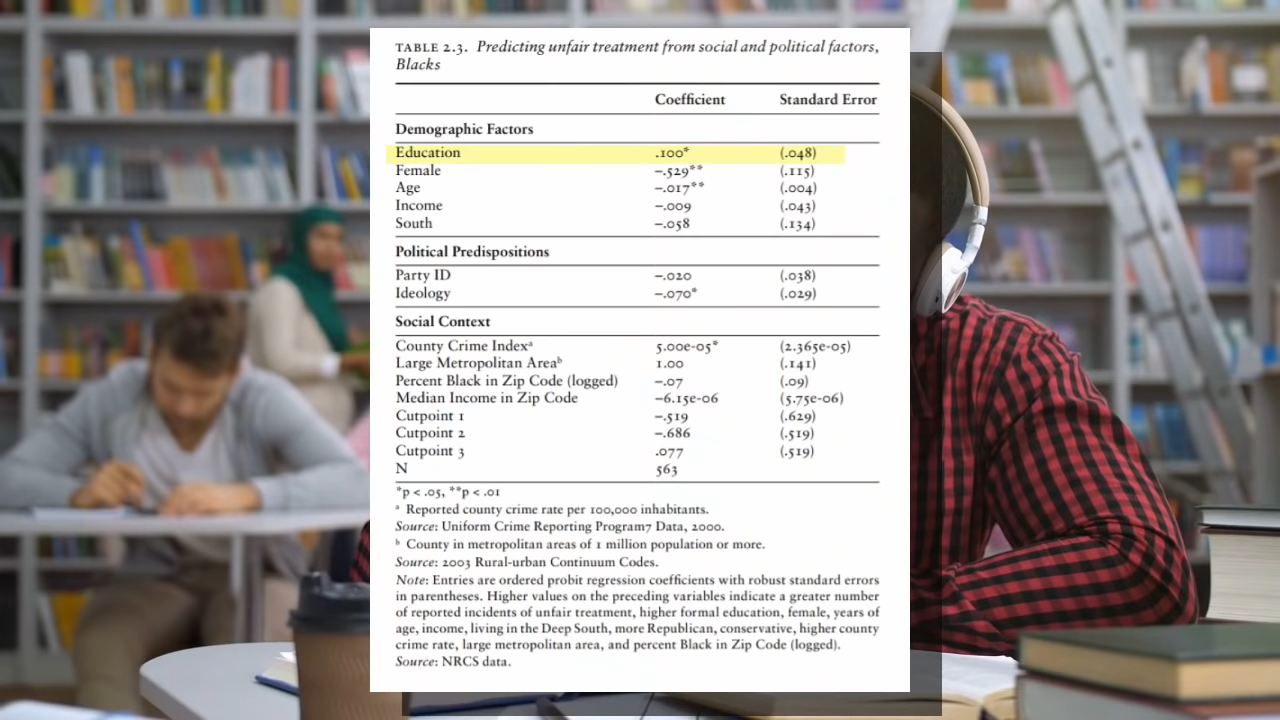 TABLE 2.3. Predicting unfair treatment from social and political factors,
Blacks
Coefficient Standard Error
Demographic Factors
Education .100* (.048)
Female –.529** (.115)
Age –.017** (.004)
Income –.009 (.043)
South –.058 (.134)
Political Predispositions
Party ID –.020 (.038)
Ideology –.070* (.029)
Social Context
County Crime Indexᵃ 5.00e-05* (2.365e-05)
Large Metropolitan Areaᵇ 1.00 (.141)
Percent Black in Zip Code (logged) –.07 (.09)
Median Income in Zip Code –6.15e-06 (5.75e-06)
Cutpoint 1 –.519 (.629)
Cutpoint 2 –.686 (.519)
Cutpoint 3 .077 (.519)
N 563
*p < .05, **p < .01
ᵃ Reported county crime rate per 100,000 inhabitants.
Source: Uniform Crime Reporting Program7 Data, 2000.
ᵇ County in metropolitan areas of 1 million population or more.
Source: 2003 Rural-urban Continuum Codes.
Note: Entries are ordered probit regression coefficients with robust standard errors
in parentheses. Higher values on the preceding variables indicate a greater number
of reported incidents of unfair treatment, higher formal education, female, years of
age, income, living in the Deep South, more Republican, conservative, higher county
crime rate, large metropolitan area, and percent Black in Zip Code (logged).
Source: NRCS data.